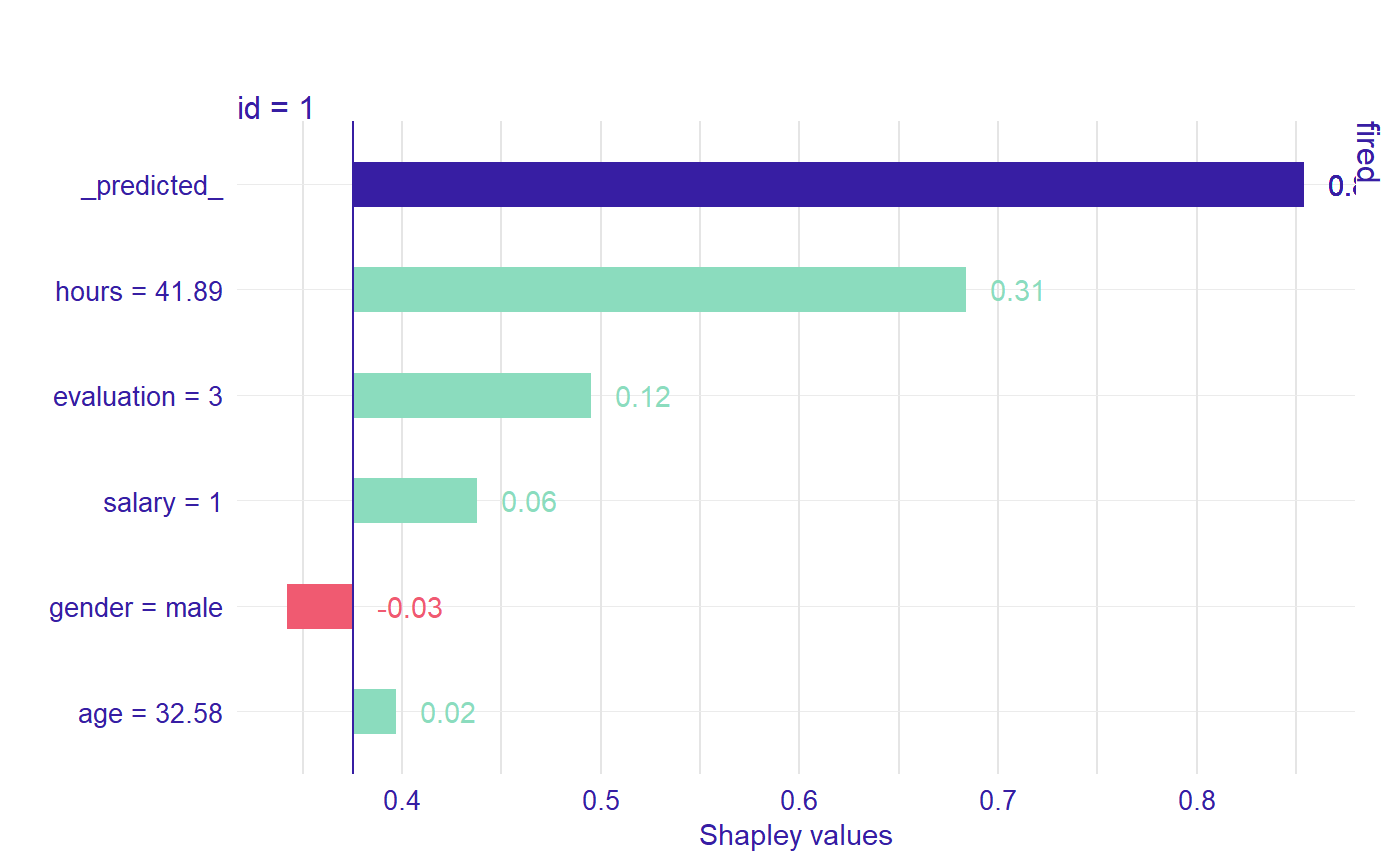 id = 1
fired
_predicted_
hours = 41.89
0.31
evaluation = 3
0.12
salary = 1
0.06
gender = male
-0.03
age = 32.58
0.02
0.4 0.5 0.6 0.7 0.8
Shapley values